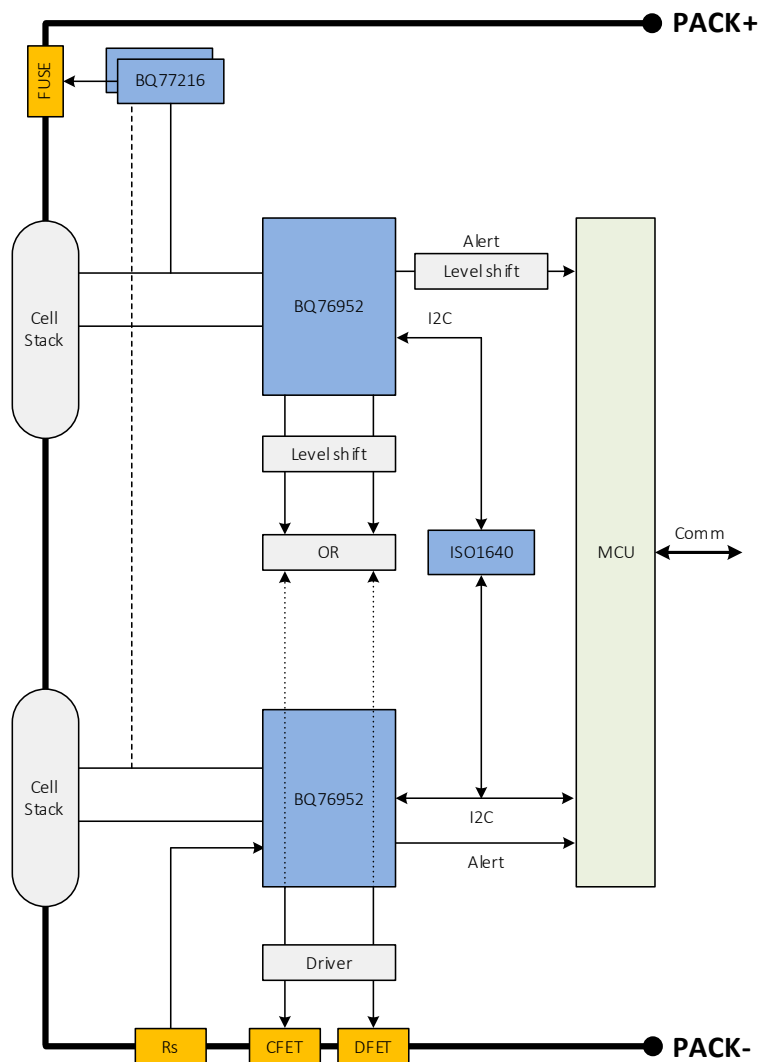 PACK+
FUSE
BQ77216
Alert
Level shift
BQ76952
I2C
Cell
Stack
Level shift
OR
ISO1640
MCU
Comm
Cell
Stack
BQ76952
I2C
Alert
Driver
Rs
CFET
DFET
PACK-